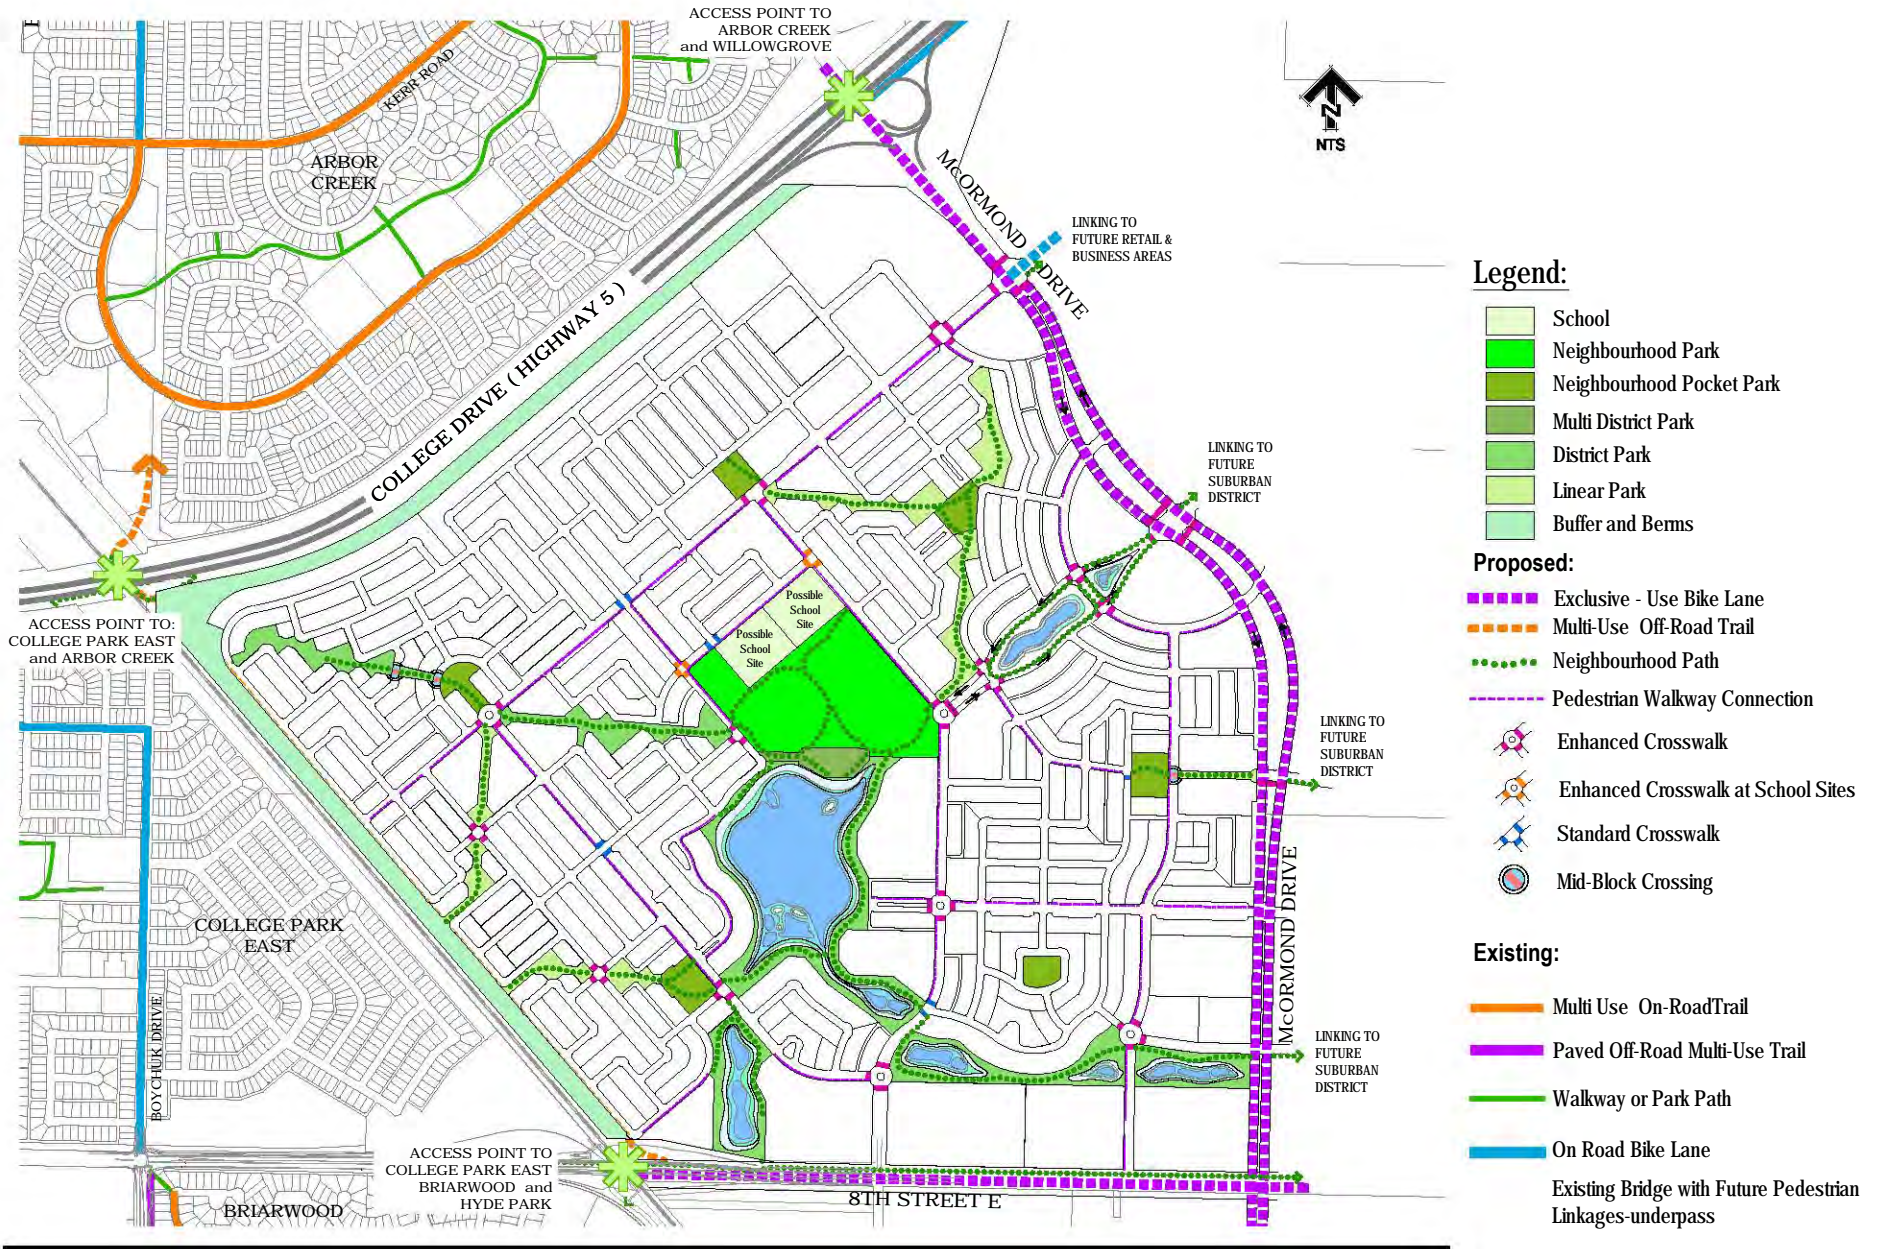 ACCESS POINT TO
ARBOR CREEK
and WILLOWGROVE
KERR ROAD
ARBOR
CREEK
NTS
McORMOND DRIVE
LINKING TO
FUTURE RETAIL &
BUSINESS AREAS
COLLEGE DRIVE ( HIGHWAY 5 )
LINKING TO
FUTURE
SUBURBAN
DISTRICT
Possible
School
Site
Possible
School
Site
ACCESS POINT TO:
COLLEGE PARK EAST
and ARBOR CREEK
LINKING TO
FUTURE
SUBURBAN
DISTRICT
COLLEGE PARK
EAST
BOYCHUK DRIVE
McORMOND DRIVE
LINKING TO
FUTURE
SUBURBAN
DISTRICT
ACCESS POINT TO
COLLEGE PARK EAST
BRIARWOOD and
HYDE PARK
BRIARWOOD
8TH STREET E
Legend:
School
Neighbourhood Park
Neighbourhood Pocket Park
Multi District Park
District Park
Linear Park
Buffer and Berms
Proposed:
Exclusive - Use Bike Lane
Multi-Use Off-Road Trail
Neighbourhood Path
Pedestrian Walkway Connection
Enhanced Crosswalk
Enhanced Crosswalk at School Sites
Standard Crosswalk
Mid-Block Crossing
Existing:
Multi Use On-RoadTrail
Paved Off-Road Multi-Use Trail
Walkway or Park Path
On Road Bike Lane
Existing Bridge with Future Pedestrian
Linkages-underpass